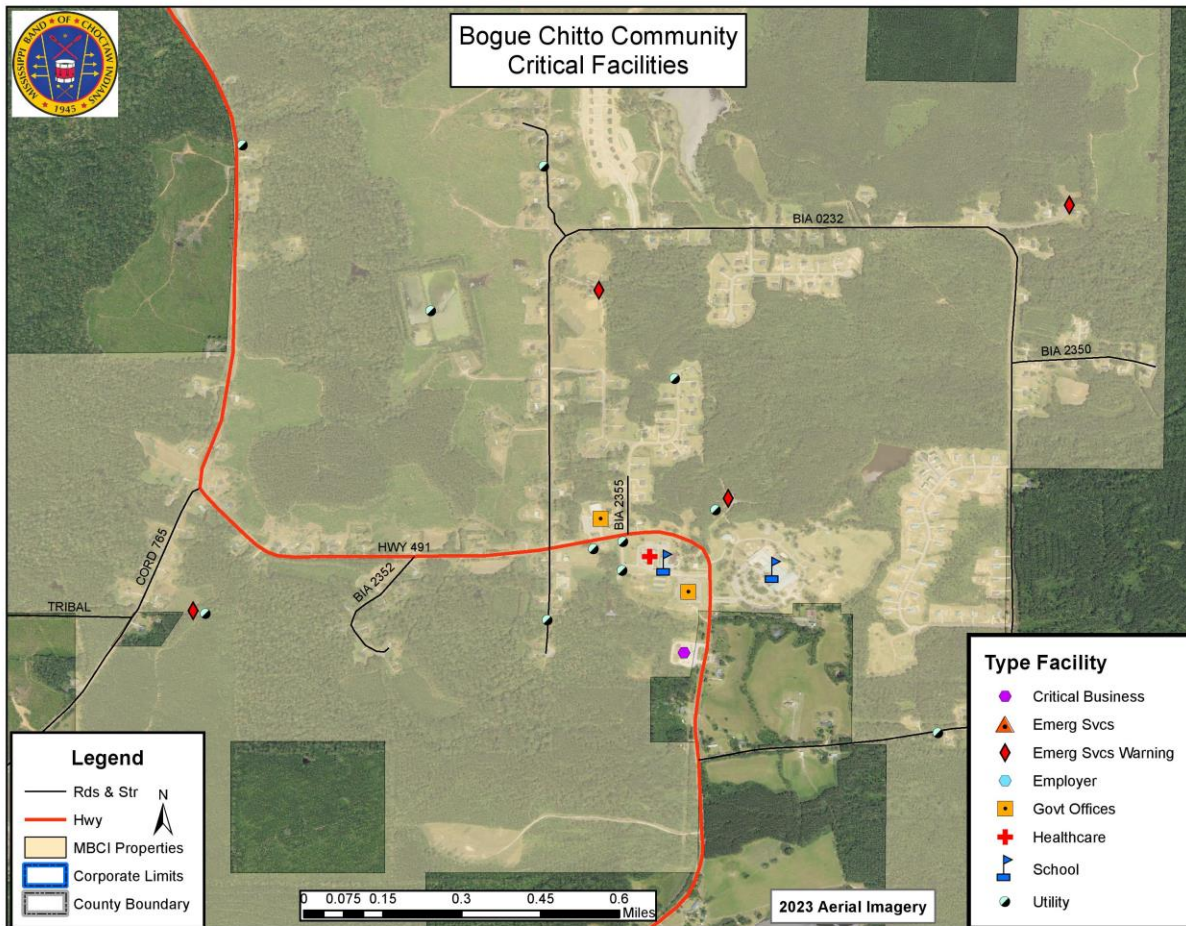 MISSISSIPPI BAND OF CHOCTAW INDIANS
1945
Bogue Chitto Community
Critical Facilities
BIA 0232
BIA 2350
BIA 2355
HWY 491
CORD 765
BIA 2352
TRIBAL
Legend
Rds & Str
N
Hwy
MBCI Properties
Corporate Limits
County Boundary
0 0.075 0.15 0.3 0.45 0.6
Miles
2023 Aerial Imagery
Type Facility
Critical Business
Emerg Svcs
Emerg Svcs Warning
Employer
Govt Offices
Healthcare
School
Utility